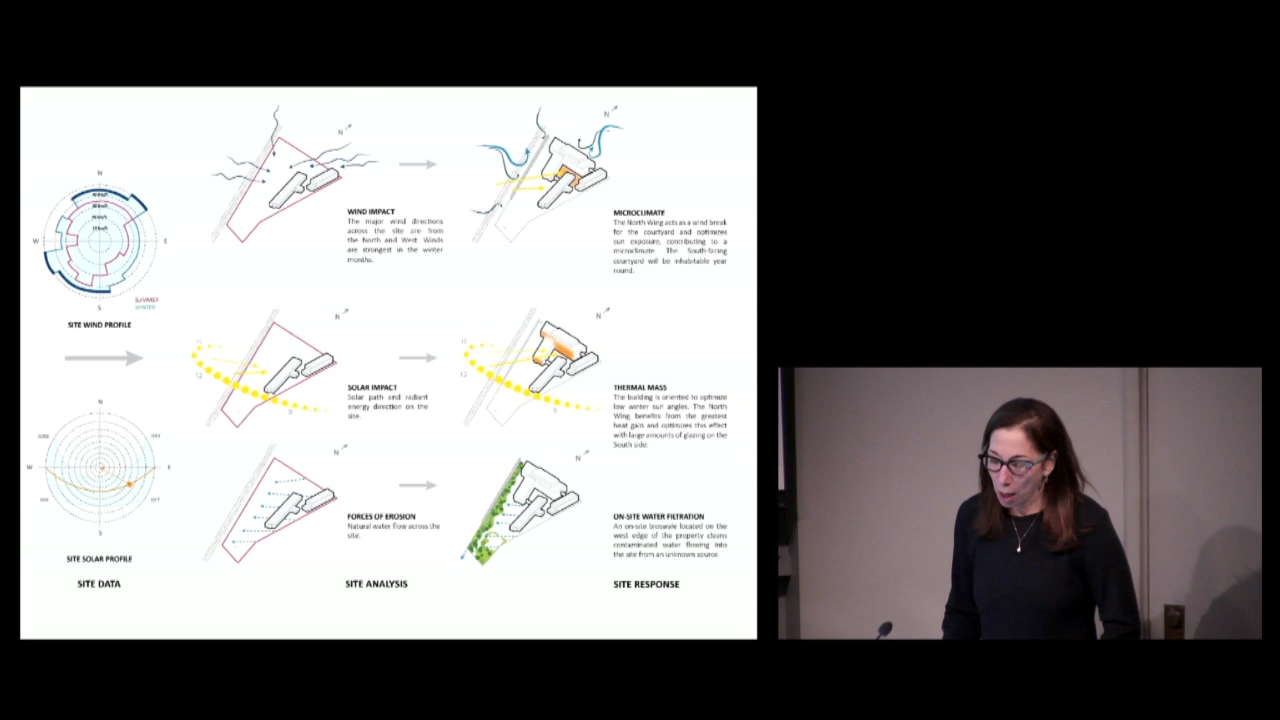 N
WIND IMPACT
The major wind directions
across the site are from
the North and West. Winds
are strongest in the winter
months.
N
MICROCLIMATE
The North Wing acts as a wind break
for the courtyard and optimizes
sun exposure, contributing to a
microclimate. The South-facing
courtyard will be inhabitable year
round.
N
W
E
S
SUMMER
WINTER
SITE WIND PROFILE
N
SOLAR IMPACT
Solar path and radiant
energy direction on the
site.
N
THERMAL MASS
The building is oriented to optimize
low winter sun angles. The North
Wing benefits from the greatest
heat gain and optimizes this effect
with large amounts of glazing on the
South side.
N
JUNE
W
E
JAN
OCT
S
SITE SOLAR PROFILE
N
FORCES OF EROSION
Natural water flow across the
site.
N
ON-SITE WATER FILTRATION
An on-site bioswale located on the
west edge of the property cleans
contaminated water flowing into
the site from an unknown source.
SITE DATA
SITE ANALYSIS
SITE RESPONSE